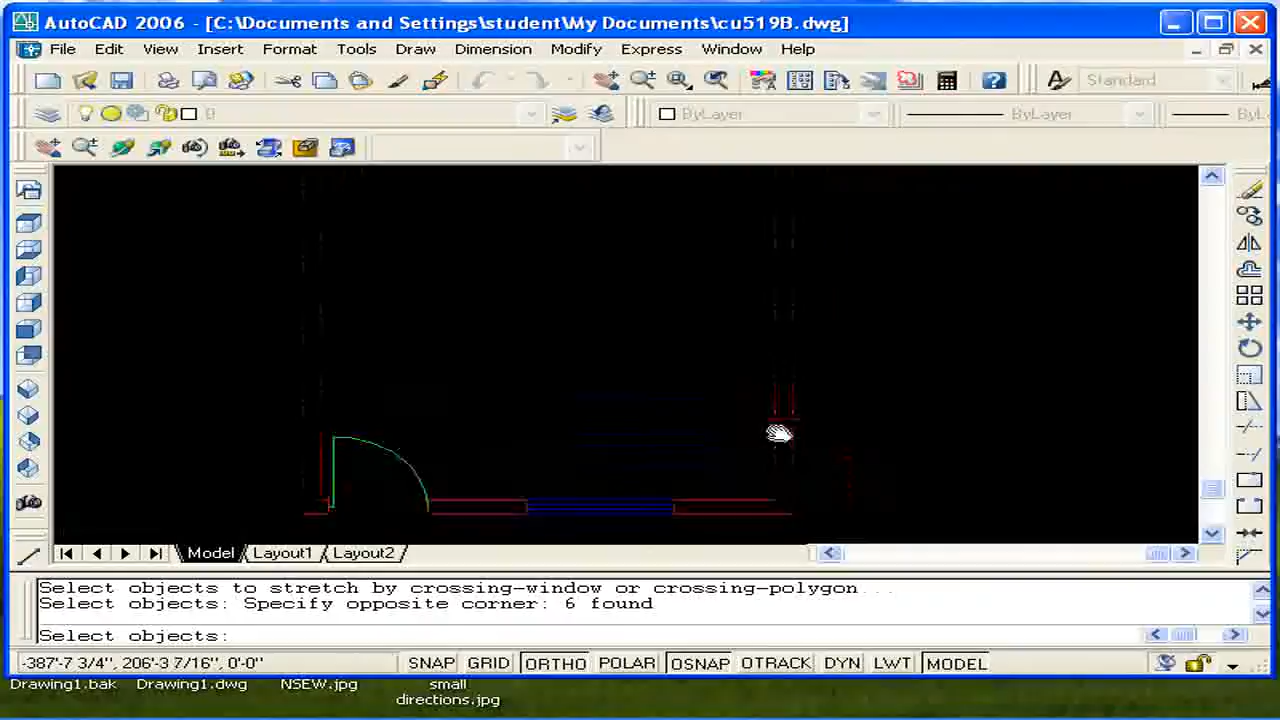 AutoCAD 2006 - [C:\Documents and Settings\student\My Documents\cu519B.dwg]
File Edit View Insert Format Tools Draw Dimension Modify Express Window Help
Standard
0 ByLayer ByLayer ByL
Model Layout1 Layout2
Select objects to stretch by crossing-window or crossing-polygon...
Select objects: Specify opposite corner: 6 found
Select objects:
-387'-7 3/4", 206'-3 7/16", 0'-0" SNAP GRID ORTHO POLAR OSNAP OTRACK DYN LWT MODEL
Drawing1.bak Drawing1.dwg NSEW.jpg small
directions.jpg